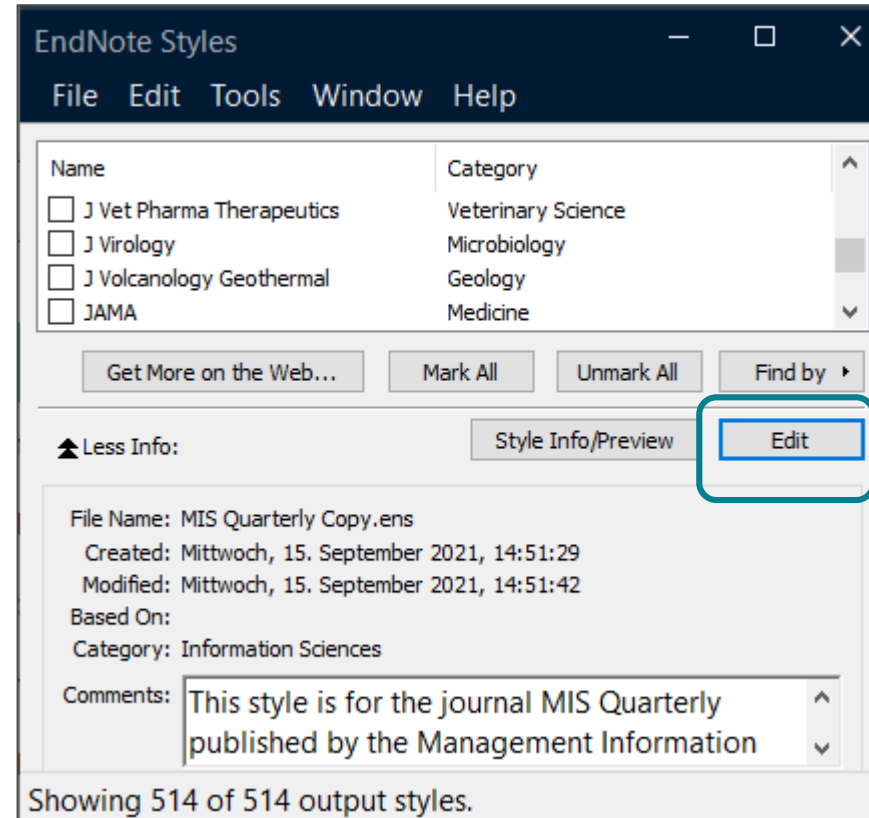 EndNote Styles
File Edit Tools Window Help
Name Category
J Vet Pharma Therapeutics Veterinary Science
J Virology Microbiology
J Volcanology Geothermal Geology
JAMA Medicine
Get More on the Web... Mark All Unmark All Find by
Less Info: Style Info/Preview Edit
File Name: MIS Quarterly Copy.ens
Created: Mittwoch, 15. September 2021, 14:51:29
Modified: Mittwoch, 15. September 2021, 14:51:42
Based On:
Category: Information Sciences
Comments: This style is for the journal MIS Quarterly
published by the Management Information
Showing 514 of 514 output styles.